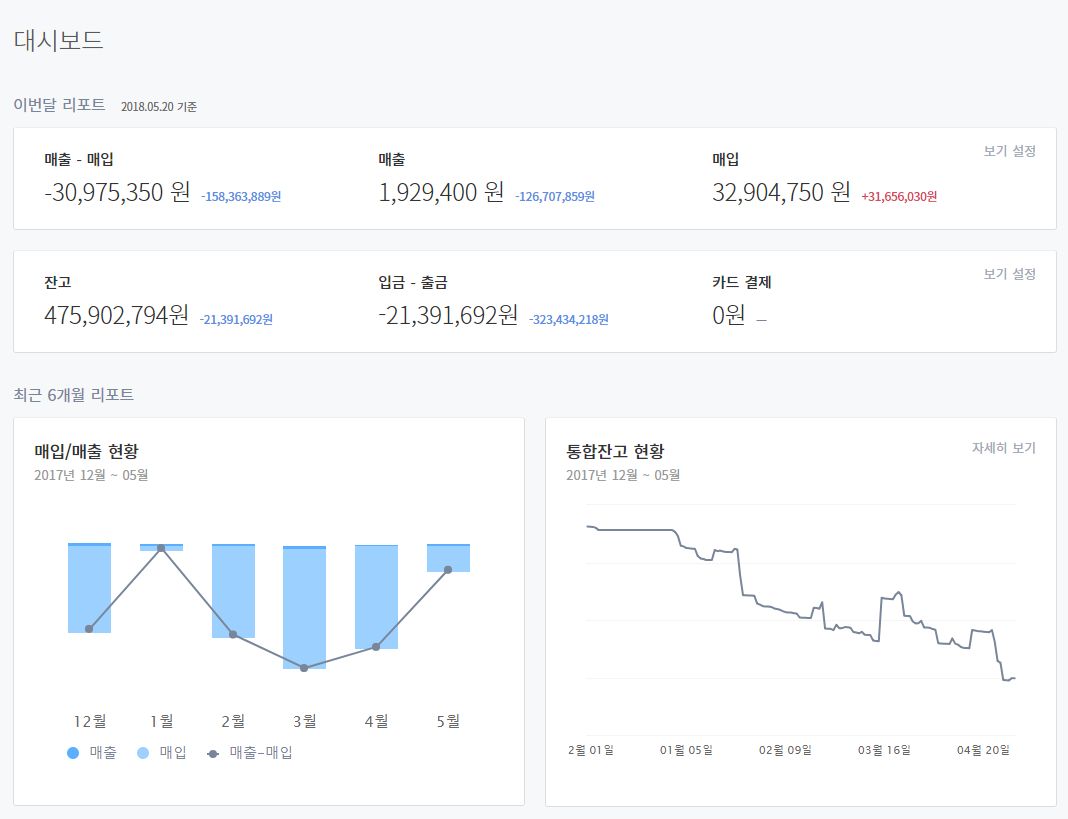 대시보드
이번달 리포트 2018.05.20 기준
보기 설정
매출 - 매입 매출 매입
-30,975,350 원 -158,363,889원 1,929,400 원 -126,707,859원 32,904,750 원 +31,656,030원
보기 설정
잔고 입금 - 출금 카드 결제
475,902,794원 -21,391,692원 -21,391,692원 -323,434,218원 0원 –
최근 6개월 리포트
매입/매출 현황
2017년 12월 ~ 05월
12월 1월 2월 3월 4월 5월
매출 매입 매출-매입
통합잔고 현황 자세히 보기
2017년 12월 ~ 05월
2월 01일 01월 05일 02월 09일 03월 16일 04월 20일